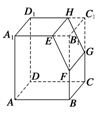 D₁ H C₁
A₁ E B₁
G
D F C
A B